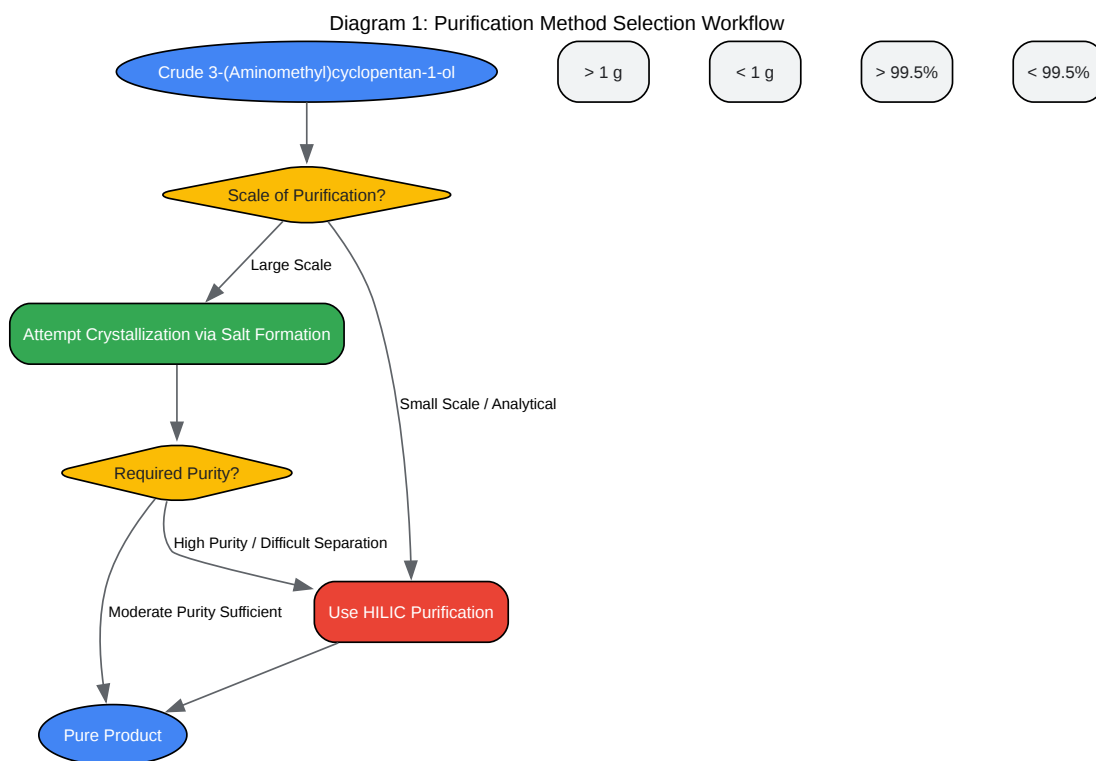 Diagram 1: Purification Method Selection Workflow
Crude 3-(Aminomethyl)cyclopentan-1-ol
> 1 g
< 1 g
> 99.5%
< 99.5%
Scale of Purification?
Large Scale
Attempt Crystallization via Salt Formation
Small Scale / Analytical
Required Purity?
High Purity / Difficult Separation
Moderate Purity Sufficient
Use HILIC Purification
Pure Product